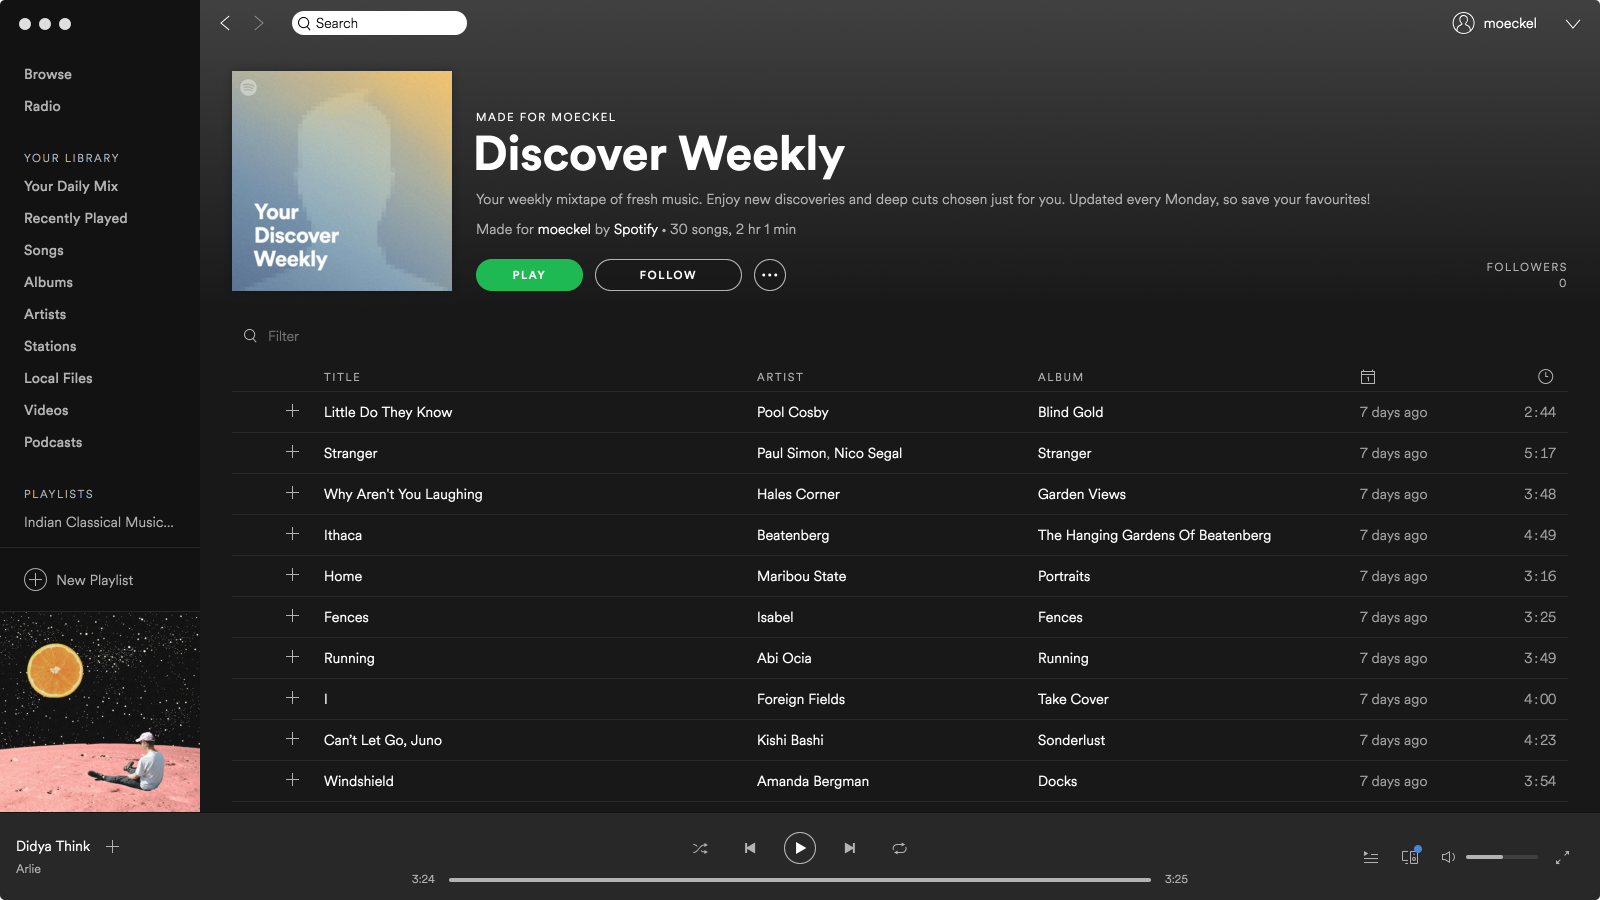 Search
moeckel
Browse
Radio
YOUR LIBRARY
Your Daily Mix
Recently Played
Songs
Albums
Artists
Stations
Local Files
Videos
Podcasts
PLAYLISTS
Indian Classical Music...
New Playlist
Your
Discover
Weekly
MADE FOR MOECKEL
Discover Weekly
Your weekly mixtape of fresh music. Enjoy new discoveries and deep cuts chosen just for you. Updated every Monday, so save your favourites!
Made for moeckel by Spotify • 30 songs, 2 hr 1 min
PLAY FOLLOW
FOLLOWERS
0
Filter
TITLE ARTIST ALBUM
Little Do They Know Pool Cosby Blind Gold 7 days ago 2:44
Stranger Paul Simon, Nico Segal Stranger 7 days ago 5:17
Why Aren't You Laughing Hales Corner Garden Views 7 days ago 3:48
Ithaca Beatenberg The Hanging Gardens Of Beatenberg 7 days ago 4:49
Home Maribou State Portraits 7 days ago 3:16
Fences Isabel Fences 7 days ago 3:25
Running Abi Ocia Running 7 days ago 3:49
I Foreign Fields Take Cover 7 days ago 4:00
Can't Let Go, Juno Kishi Bashi Sonderlust 7 days ago 4:23
Windshield Amanda Bergman Docks 7 days ago 3:54
Didya Think
Arlie
3:24 3:25